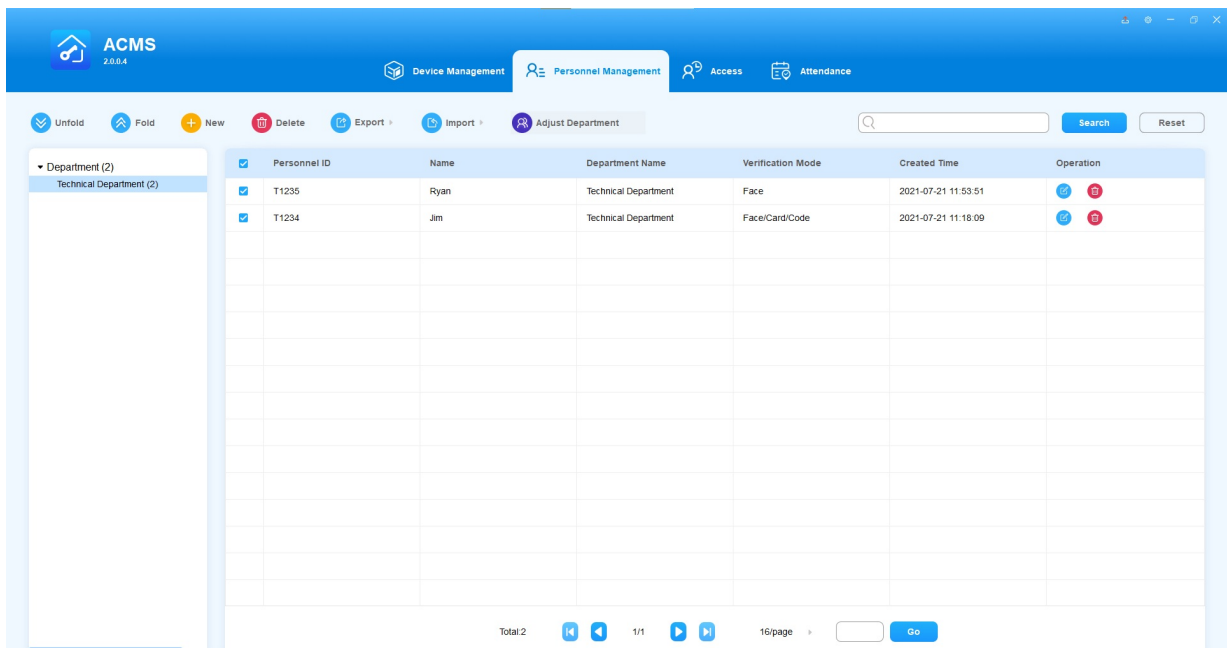 ACMS
2.0.0.4
Device Management Personnel Management Access Attendance
Unfold Fold New Delete Export Import Adjust Department Search Reset
Department (2)
Technical Department (2)
Personnel ID Name Department Name Verification Mode Created Time Operation
T1235 Ryan Technical Department Face 2021-07-21 11:53:51
T1234 Jim Technical Department Face/Card/Code 2021-07-21 11:18:09
Total:2 1/1 16/page Go